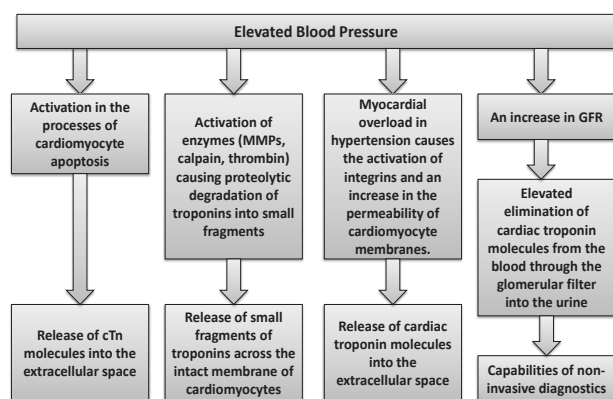 Elevated Blood Pressure
Activation in the
processes of
cardiomyocyte
apoptosis
Release of cTn
molecules into the
extracellular space
Activation of
enzymes (MMPs,
calpain, thrombin)
causing proteolytic
degradation of
troponins into small
fragments
Release of small
fragments of
troponins across the
intact membrane of
cardiomyocytes
Myocardial
overload in
hypertension causes
the activation of
integrins and an
increase in the
permeability of
cardiomyocyte
membranes.
Release of cardiac
troponin molecules
into the
extracellular space
An increase in GFR
Elevated
elimination of
cardiac troponin
molecules from the
blood through the
glomerular filter
into the urine
Capabilities of non-
invasive diagnostics